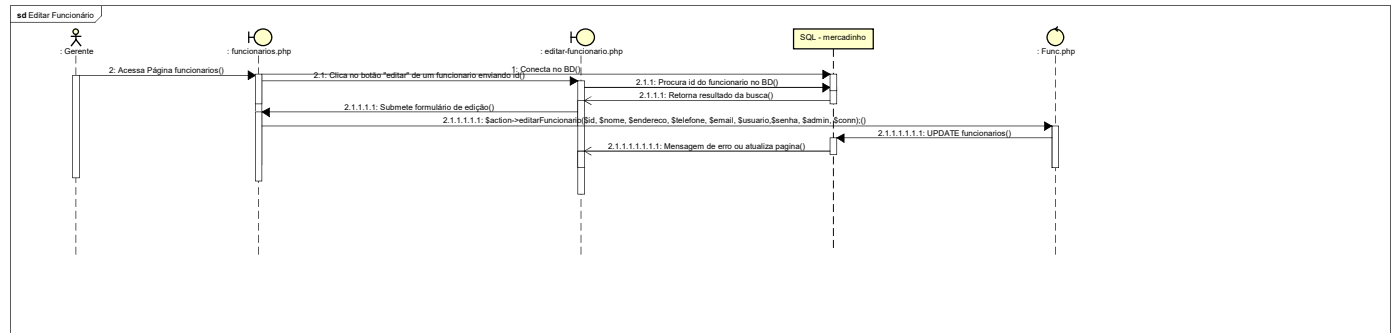 sd Editar Funcionário
: Gerente
: funcionarios.php
: editar-funcionario.php
SQL - mercadinho
: Func.php
1: Conecta no BD()
2: Acessa Página funcionarios()
2.1: Clica no botão "editar" de um funcionario enviando id()
2.1.1: Procura id do funcionario no BD()
2.1.1.1: Retorna resultado da busca()
2.1.1.1.1: Submete formulário de edição()
2.1.1.1.1.1: $action->editarFuncionario($id, $nome, $endereco, $telefone, $email, $usuario,$senha, $admin, $conn);()
2.1.1.1.1.1.1: UPDATE funcionarios()
2.1.1.1.1.1.1.1: Mensagem de erro ou atualiza pagina()